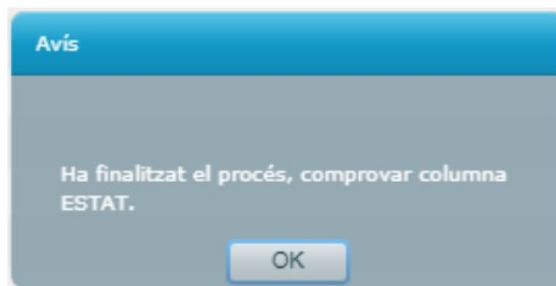 Avís
Ha finalitzat el procés, comprovar columna
ESTAT.
OK